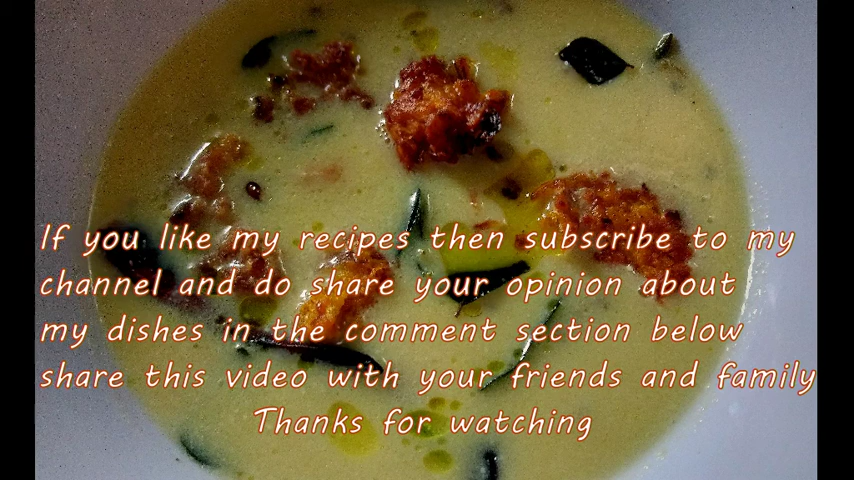 If you like my recipes then subscribe to my
channel and do share your opinion about
my dishes in the comment section below
share this video with your friends and family
Thanks for watching